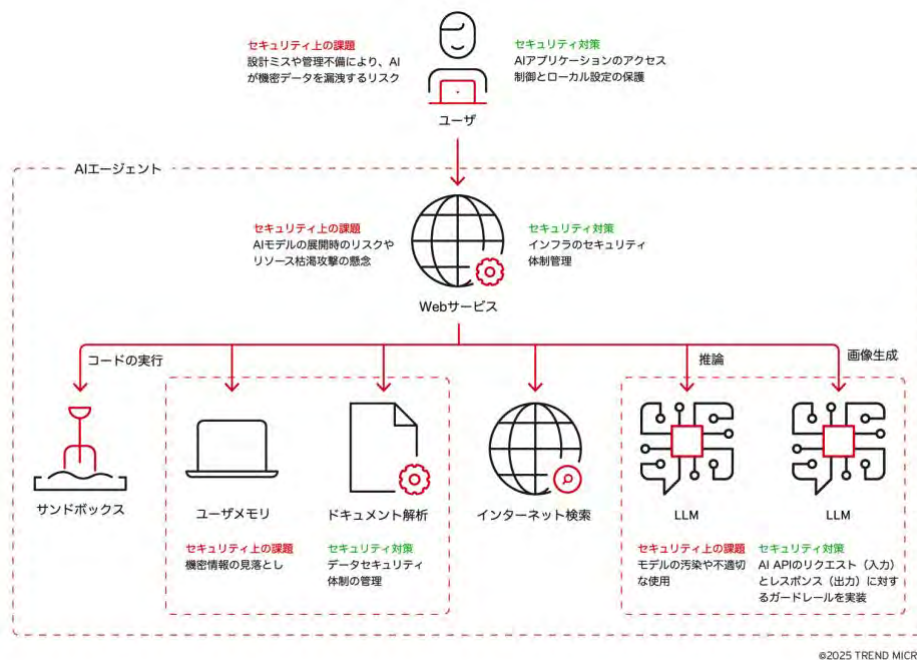 セキュリティ上の課題
設計ミスや管理不備により、AI
が機密データを漏洩するリスク
セキュリティ対策
AIアプリケーションのアクセス
制御とローカル設定の保護
ユーザ
AIエージェント
セキュリティ上の課題
AIモデルの展開時のリスクや
リソース枯渇攻撃の懸念
セキュリティ対策
インフラのセキュリティ
体制管理
Webサービス
コードの実行
推論
画像生成
サンドボックス
ユーザメモリ
ドキュメント解析
インターネット検索
LLM
LLM
セキュリティ上の課題
機密情報の見落とし
セキュリティ対策
データセキュリティ
体制の管理
セキュリティ上の課題
モデルの汚染や不適切
な使用
セキュリティ対策
AI APIのリクエスト（入力）
とレスポンス（出力）に対す
るガードレールを実装
©2025 TREND MICR